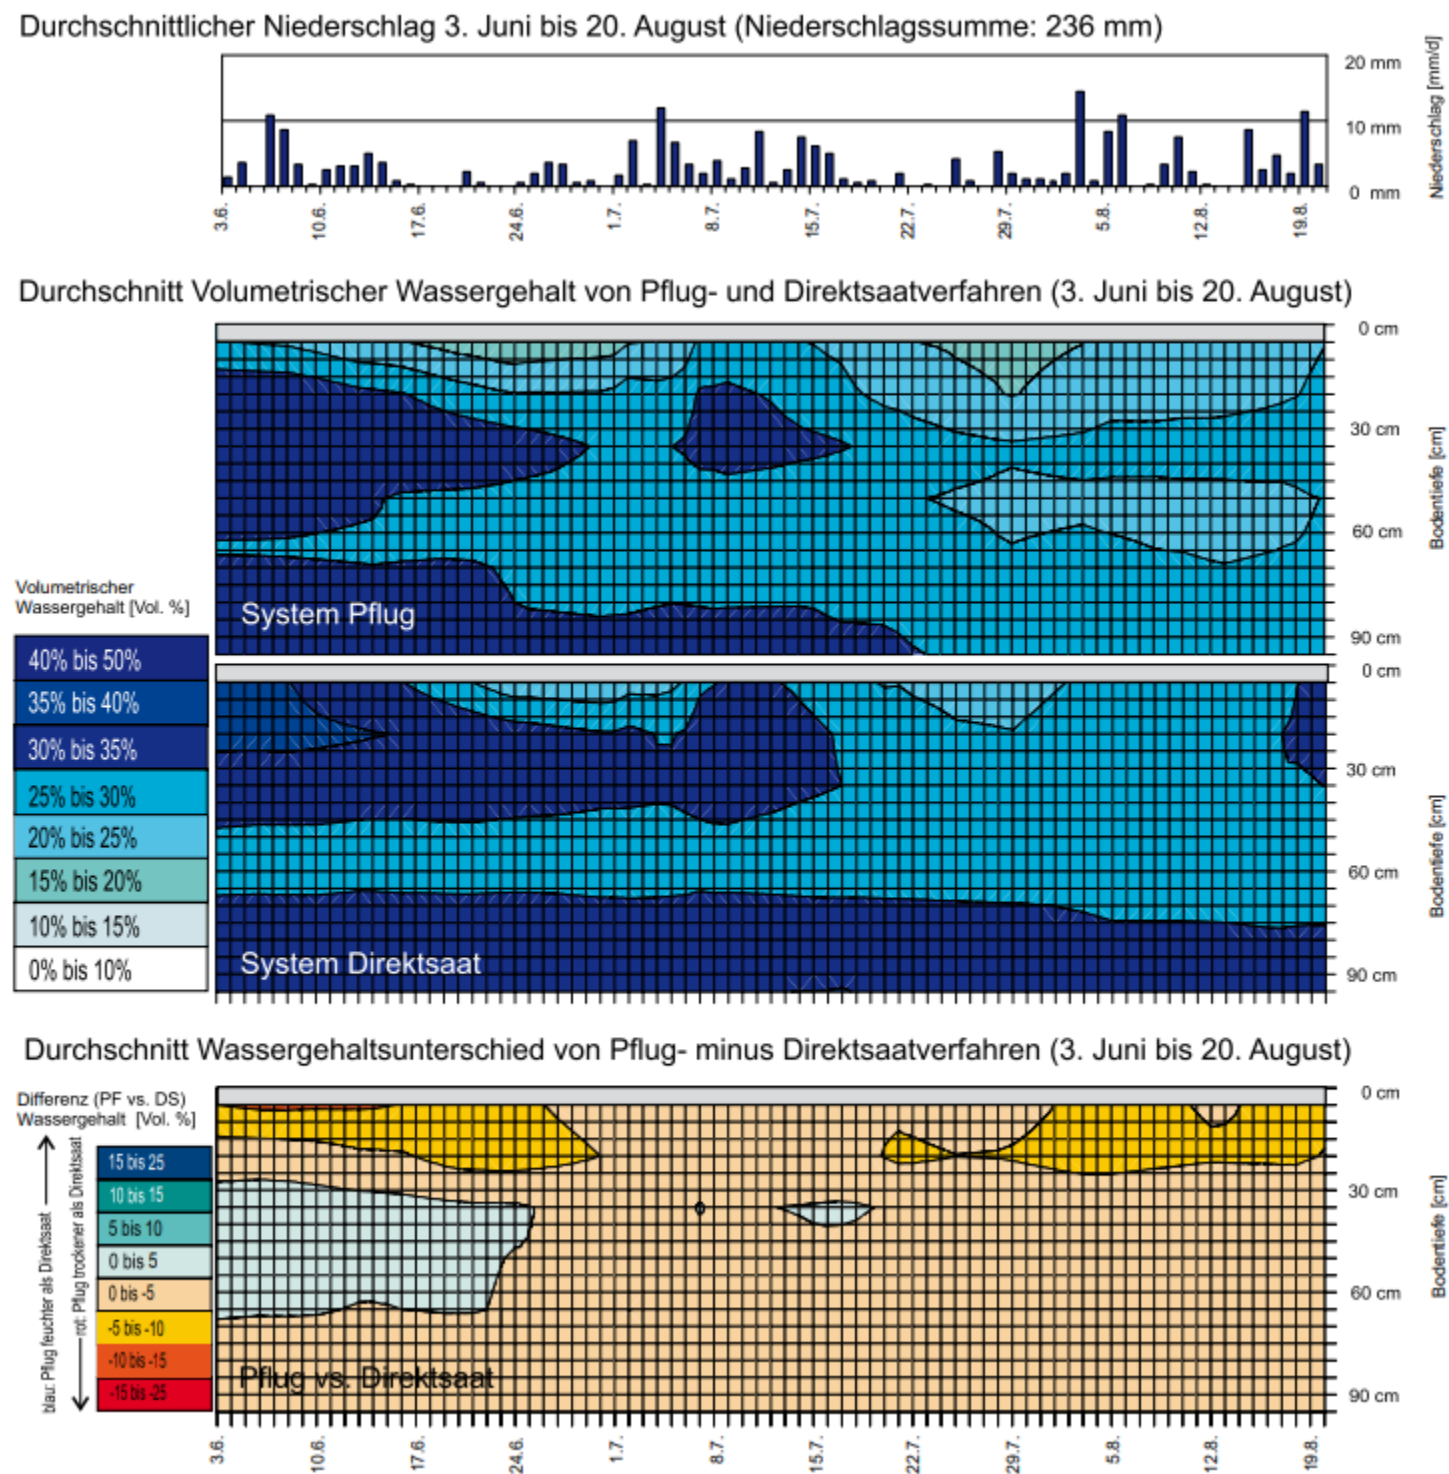 Durchschnittlicher Niederschlag 3. Juni bis 20. August (Niederschlagssumme: 236 mm)
20 mm
10 mm
0 mm
Niederschlag [mm/d]
3.6.
10.6.
17.6.
24.6.
1.7.
8.7.
15.7.
22.7.
29.7.
5.8.
12.8.
19.8.
Durchschnitt Volumetrischer Wassergehalt von Pflug- und Direktsaatverfahren (3. Juni bis 20. August)
0 cm
30 cm
60 cm
90 cm
Bodentiefe [cm]
System Pflug
Volumetrischer
Wassergehalt [Vol. %]
40% bis 50%
35% bis 40%
30% bis 35%
25% bis 30%
20% bis 25%
15% bis 20%
10% bis 15%
0% bis 10%
0 cm
30 cm
60 cm
90 cm
Bodentiefe [cm]
System Direktsaat
Durchschnitt Wassergehaltsunterschied von Pflug- minus Direktsaatverfahren (3. Juni bis 20. August)
Differenz (PF vs. DS)
Wassergehalt [Vol. %]
blau: Pflug feuchter als Direktsaat
rot: Pflug trockener als Direktsaat
15 bis 25
10 bis 15
5 bis 10
0 bis 5
0 bis -5
-5 bis -10
-10 bis -15
-15 bis -25
Pflug vs. Direktsaat
0 cm
30 cm
60 cm
90 cm
Bodentiefe [cm]
3.6.
10.6.
17.6.
24.6.
1.7.
8.7.
15.7.
22.7.
29.7.
5.8.
12.8.
19.8.